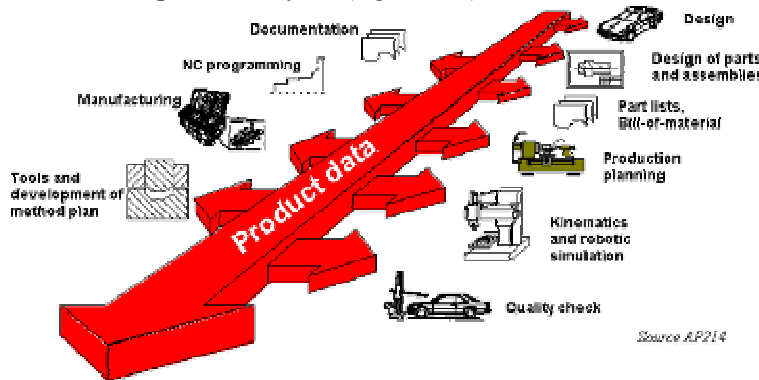 Documentation
Design
NC programming
Design of parts
and assemblies
Manufacturing
Part lists,
Bill-of-material
Product data
Production
planning
Tools and
development of
method plan
Kinematics
and robotic
simulation
Quality check
Source AP214